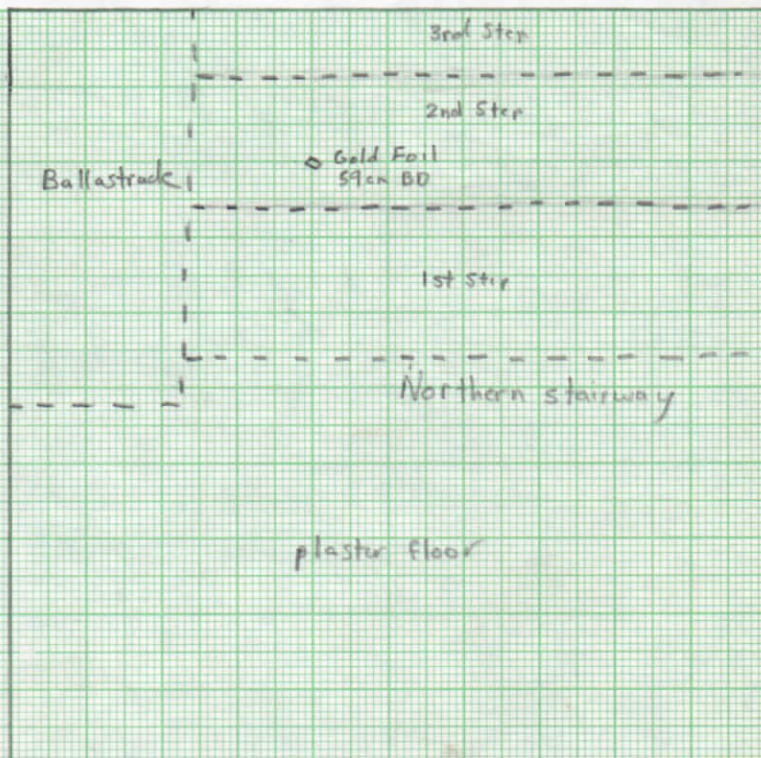 3rd Step
2nd Step
Gold Foil
59cm BD
Ballastrade
1st Step
Northern stairway
plaster floor